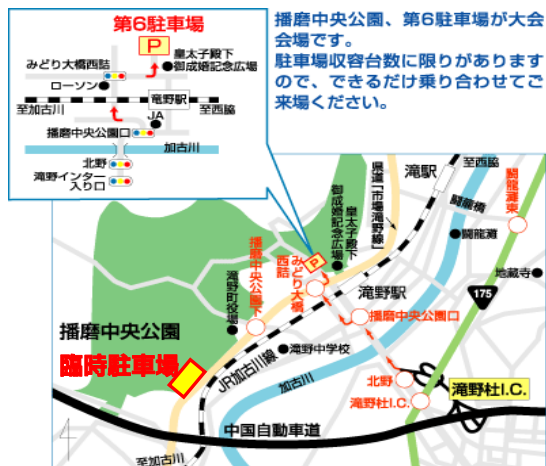 第6駐車場
P
皇太子殿下
御成婚記念広場
みどり大橋西詰
ローソン
竜野駅
至加古川
至西脇
JA
播磨中央公園口
加古川
北野
滝野インター
入り口
播磨中央公園、第6駐車場が大会
会場です。
駐車場収容台数に限りがあります
ので、できるだけ乗り合わせてご
来場ください。
滝駅
至西脇
闘龍灘東
闘龍橋
闘龍灘
県道「市場滝野線」
皇太子殿下
御成婚記念広場
P
みどり大橋
西詰
地蔵寺
175
播磨中央公園下
滝野町役場
滝野駅
播磨中央公園口
播磨中央公園
臨時駐車場
滝野中学校
JR加古川線
加古川
北野
滝野社I.C.
滝野社I.C.
中国自動車道
至加古川